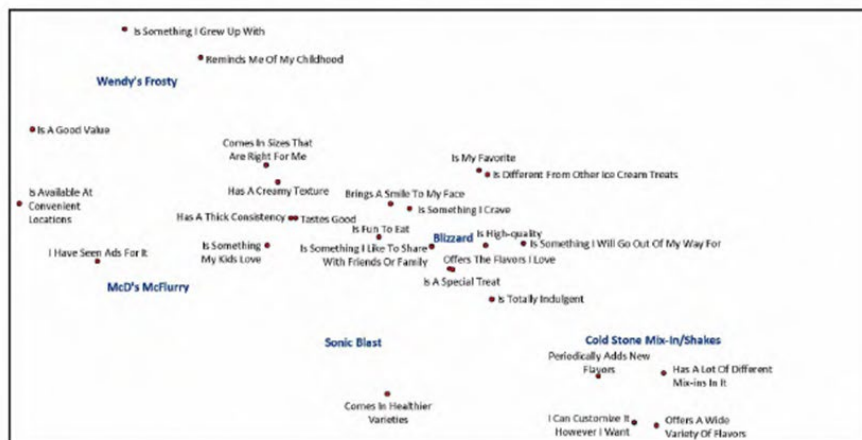 Is Something I Grew Up With
Reminds Me Of My Childhood
Wendy's Frosty
Is A Good Value
Comes In Sizes That
Are Right For Me
Is My Favorite
Is Different From Other Ice Cream Treats
Has A Creamy Texture
Is Available At
Convenient
Locations
Brings A Smile To My Face
Is Something I Crave
Has A Thick Consistency
Tastes Good
Is Fun To Eat
Blizzard
Is High-quality
Is Something I Will Go Out Of My Way For
I Have Seen Ads For It
Is Something
My Kids Love
Is Something I Like To Share
With Friends Or Family
Offers The Flavors I Love
Is A Special Treat
McD's McFlurry
Is Totally Indulgent
Sonic Blast
Cold Stone Mix-In/Shakes
Periodically Adds New
Flavors
Has A Lot Of Different
Mix-ins In It
Comes In Healthier
Varieties
I Can Customize It
However I Want
Offers A Wide
Variety Of Flavors